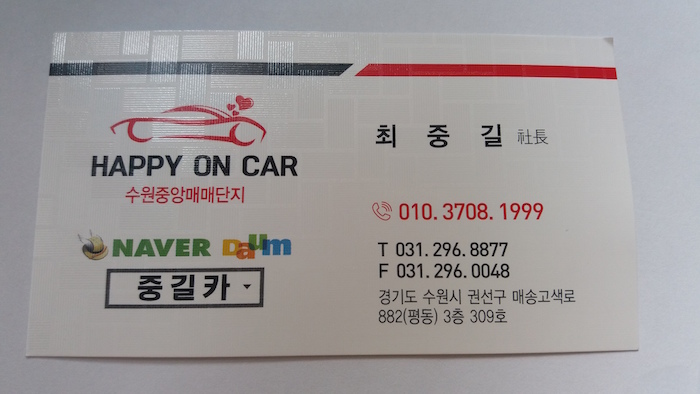 HAPPY ON CAR
수원중앙매매단지
NAVER Daum
중길카
최 중 길 社長
010. 3708. 1999
T 031. 296. 8877
F 031. 296. 0048
경기도 수원시 권선구 매송고색로
882(평동) 3층 309호